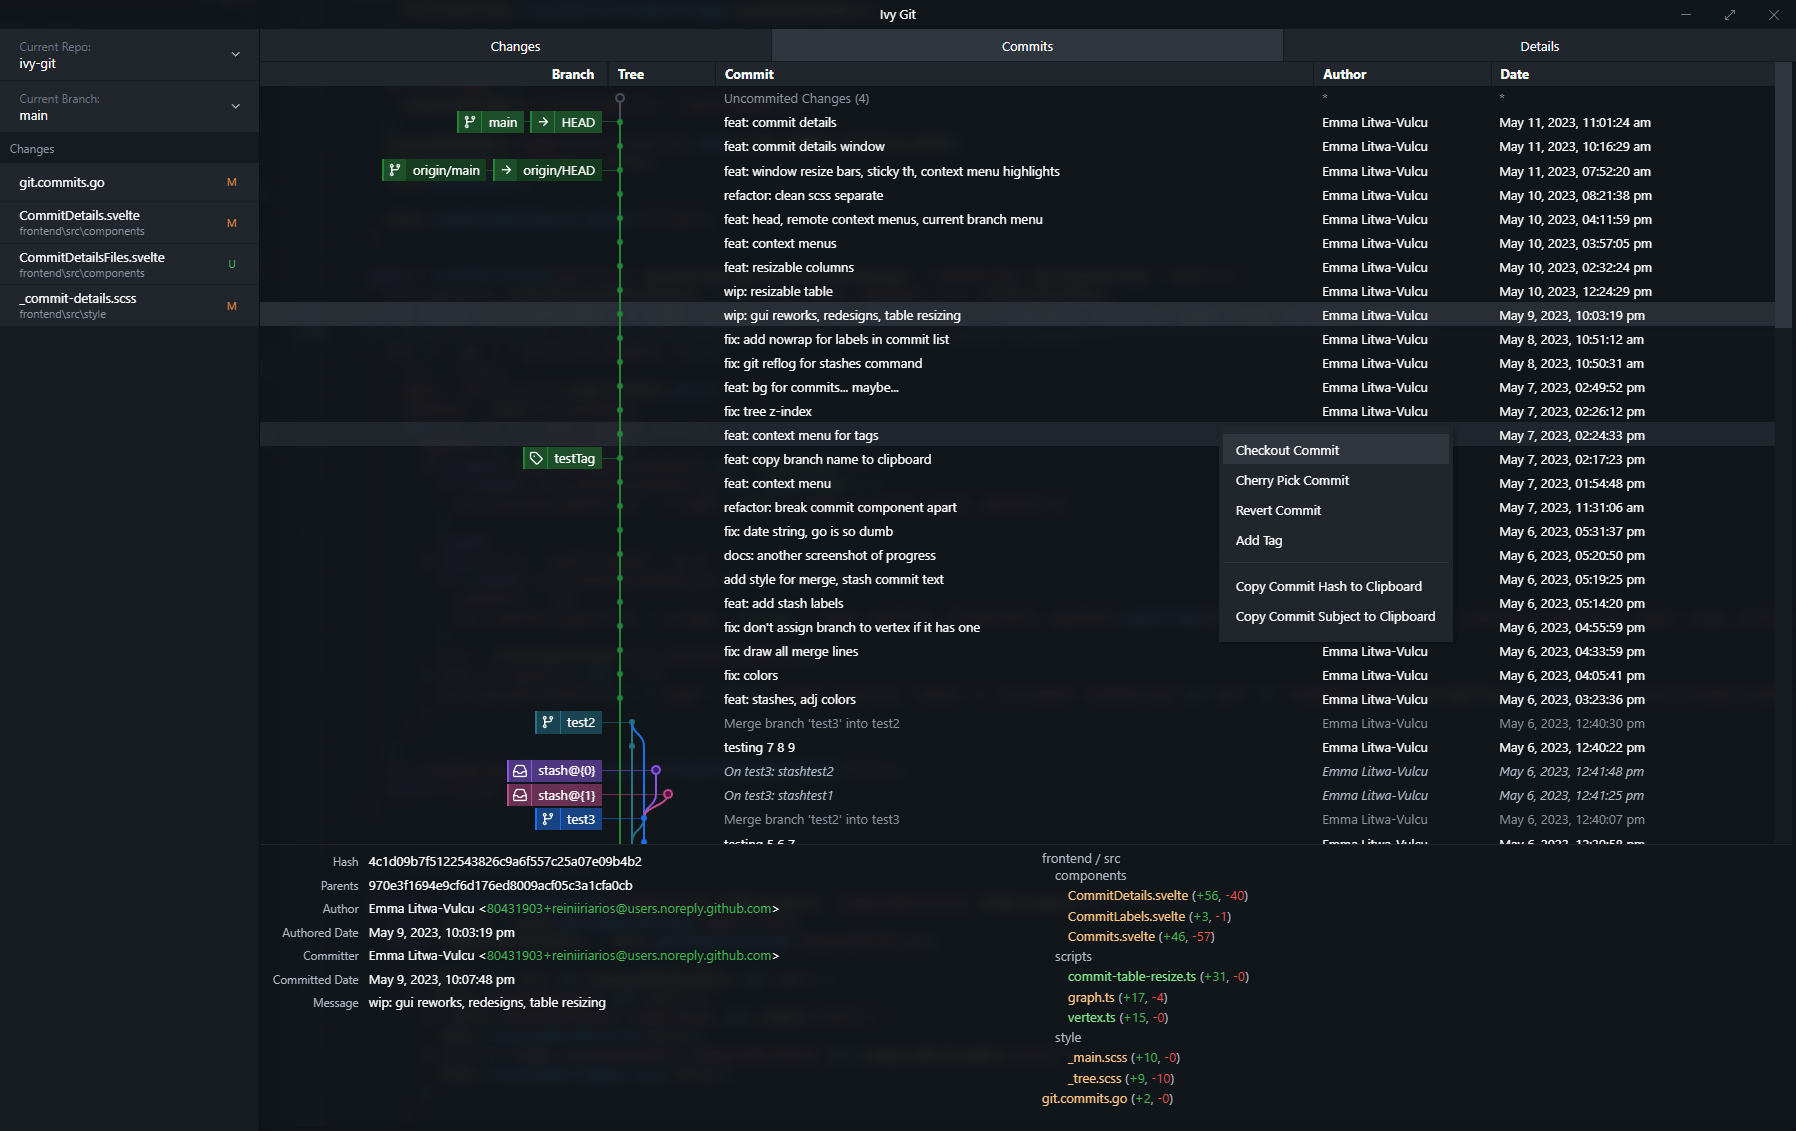 Ivy Git
Current Repo:
ivy-git
Current Branch:
main
Changes
git.commits.go M
CommitDetails.svelte
frontend\src\components M
CommitDetailsFiles.svelte
frontend\src\components U
_commit-details.scss
frontend\src\style M
Changes Commits Details
Branch Tree Commit Author Date
Uncommited Changes (4) * *
main HEAD feat: commit details Emma Litwa-Vulcu May 11, 2023, 11:01:24 am
feat: commit details window Emma Litwa-Vulcu May 11, 2023, 10:16:29 am
origin/main origin/HEAD feat: window resize bars, sticky th, context menu highlights Emma Litwa-Vulcu May 11, 2023, 07:52:20 am
refactor: clean scss separate Emma Litwa-Vulcu May 10, 2023, 08:21:38 pm
feat: head, remote context menus, current branch menu Emma Litwa-Vulcu May 10, 2023, 04:11:59 pm
feat: context menus Emma Litwa-Vulcu May 10, 2023, 03:57:05 pm
feat: resizable columns Emma Litwa-Vulcu May 10, 2023, 02:32:24 pm
wip: resizable table Emma Litwa-Vulcu May 10, 2023, 12:24:29 pm
wip: gui reworks, redesigns, table resizing Emma Litwa-Vulcu May 9, 2023, 10:03:19 pm
fix: add nowrap for labels in commit list Emma Litwa-Vulcu May 8, 2023, 10:51:12 am
fix: git reflog for stashes command Emma Litwa-Vulcu May 8, 2023, 10:50:31 am
feat: bg for commits... maybe... Emma Litwa-Vulcu May 7, 2023, 02:49:52 pm
fix: tree z-index Emma Litwa-Vulcu May 7, 2023, 02:26:12 pm
feat: context menu for tags May 7, 2023, 02:24:33 pm
testTag feat: copy branch name to clipboard May 7, 2023, 02:17:23 pm
feat: context menu May 7, 2023, 01:54:48 pm
refactor: break commit component apart May 7, 2023, 11:31:06 am
fix: date string, go is so dumb May 6, 2023, 05:31:37 pm
docs: another screenshot of progress May 6, 2023, 05:20:50 pm
add style for merge, stash commit text May 6, 2023, 05:19:25 pm
feat: add stash labels May 6, 2023, 05:14:20 pm
fix: don't assign branch to vertex if it has one May 6, 2023, 04:55:59 pm
fix: draw all merge lines Emma Litwa-Vulcu May 6, 2023, 04:33:59 pm
fix: colors Emma Litwa-Vulcu May 6, 2023, 04:05:41 pm
feat: stashes, adj colors Emma Litwa-Vulcu May 6, 2023, 03:23:36 pm
test2 Merge branch 'test3' into test2 Emma Litwa-Vulcu May 6, 2023, 12:40:30 pm
testing 7 8 9 Emma Litwa-Vulcu May 6, 2023, 12:40:22 pm
stash@{0} On test3: stashtest2 Emma Litwa-Vulcu May 6, 2023, 12:41:48 pm
stash@{1} On test3: stashtest1 Emma Litwa-Vulcu May 6, 2023, 12:41:25 pm
test3 Merge branch 'test2' into test3 Emma Litwa-Vulcu May 6, 2023, 12:40:07 pm
Checkout Commit
Cherry Pick Commit
Revert Commit
Add Tag
Copy Commit Hash to Clipboard
Copy Commit Subject to Clipboard
Hash 4c1d09b7f5122543826c9a6f557c25a07e09b4b2
Parents 970e3f1694e9cf6d176ed8009acf05c3a1cfa0cb
Author Emma Litwa-Vulcu <80431903+reiniiriarios@users.noreply.github.com>
Authored Date May 9, 2023, 10:03:19 pm
Committer Emma Litwa-Vulcu <80431903+reiniiriarios@users.noreply.github.com>
Committed Date May 9, 2023, 10:07:48 pm
Message wip: gui reworks, redesigns, table resizing
frontend / src
components
CommitDetails.svelte (+56, -40)
CommitLabels.svelte (+3, -1)
Commits.svelte (+46, -57)
scripts
commit-table-resize.ts (+31, -0)
graph.ts (+17, -4)
vertex.ts (+15, -0)
style
_main.scss (+10, -0)
_tree.scss (+9, -10)
git.commits.go (+2, -0)